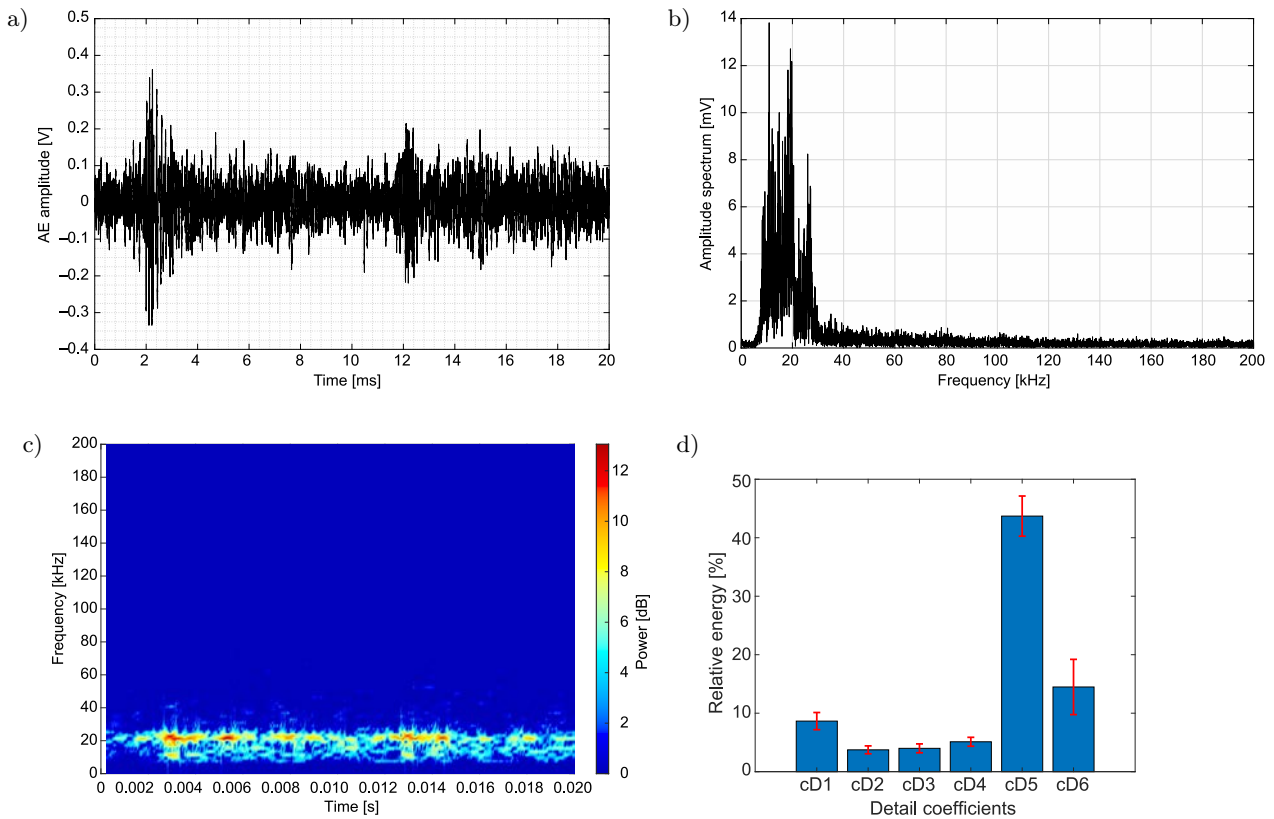 a)
0.5
0.4
0.3
0.2
0.1
0
–0.1
–0.2
–0.3
–0.4
AE amplitude [V]
0 2 4 6 8 10 12 14 16 18 20
Time [ms]
b)
14
12
10
8
6
4
2
0
Amplitude spectrum [mV]
0 20 40 60 80 100 120 140 160 180 200
Frequency [kHz]
c)
200
180
160
140
120
100
80
60
40
20
0
Frequency [kHz]
0 0.002 0.004 0.006 0.008 0.010 0.012 0.014 0.016 0.018 0.020
Time [s]
12
10
8
6
4
2
0
Power [dB]
d)
50
40
30
20
10
0
Relative energy [%]
cD1 cD2 cD3 cD4 cD5 cD6
Detail coefficients